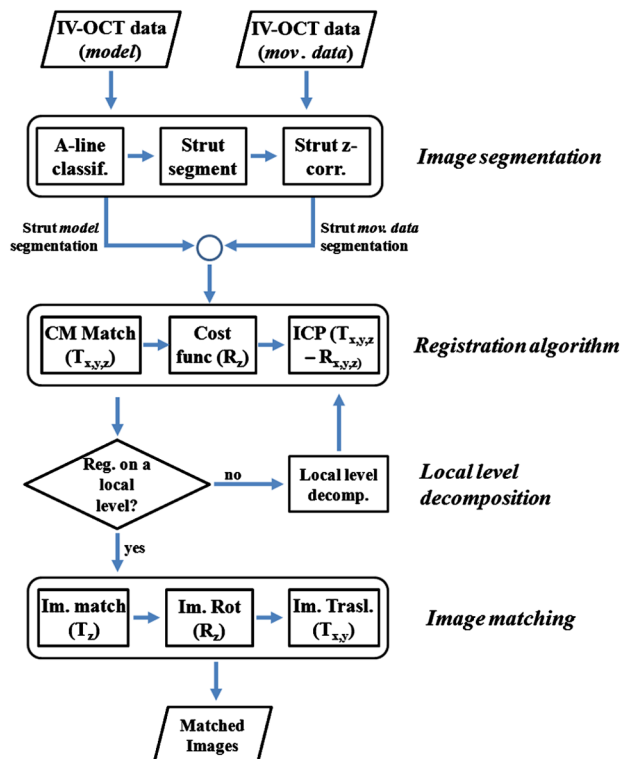 IV-OCT data
(model)
IV-OCT data
(mov. data)
A-line
classif.
Strut
segment
Strut z-
corr.
Image segmentation
Strut model
segmentation
Strut mov. data
segmentation
CM Match
(Tx,y,z)
Cost
func (Rz)
ICP (Tx,y,z
– Rx,y,z)
Registration algorithm
Reg. on a
local
level?
no
Local level
decomp.
Local level
decomposition
yes
Im. match
(Tz)
Im. Rot
(Rz)
Im. Trasl.
(Tx,y)
Image matching
Matched
Images